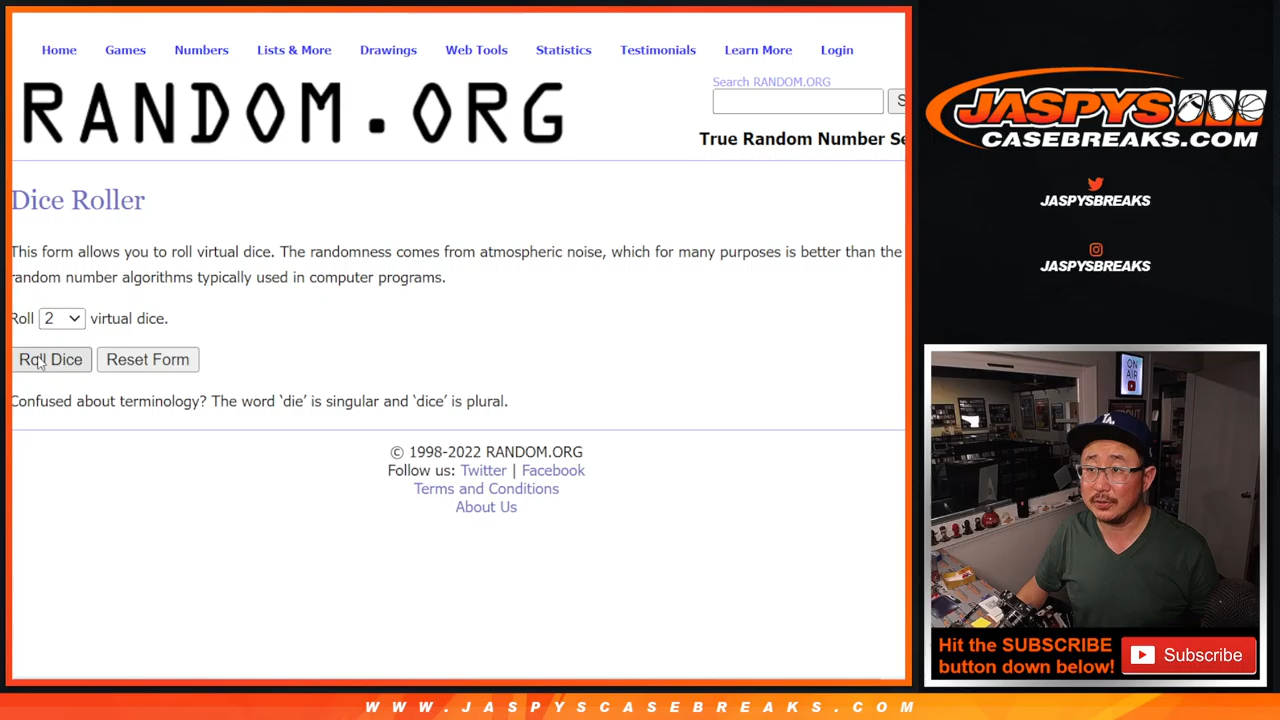 Home Games Numbers Lists & More Drawings Web Tools Statistics Testimonials Learn More Login
RANDOM.ORG
Search RANDOM.ORG
True Random Number Se
Dice Roller
This form allows you to roll virtual dice. The randomness comes from atmospheric noise, which for many purposes is better than the
random number algorithms typically used in computer programs.
Roll 2 virtual dice.
Roll Dice Reset Form
Confused about terminology? The word ‘die’ is singular and ‘dice’ is plural.
© 1998-2022 RANDOM.ORG
Follow us: Twitter | Facebook
Terms and Conditions
About Us
JASPYS
CASEBREAKS.COM
JASPYSBREAKS
JASPYSBREAKS
ON
AIR
LA
Hit the SUBSCRIBE
button down below!
Subscribe
WWW.JASPYSCASEBREAKS.COM